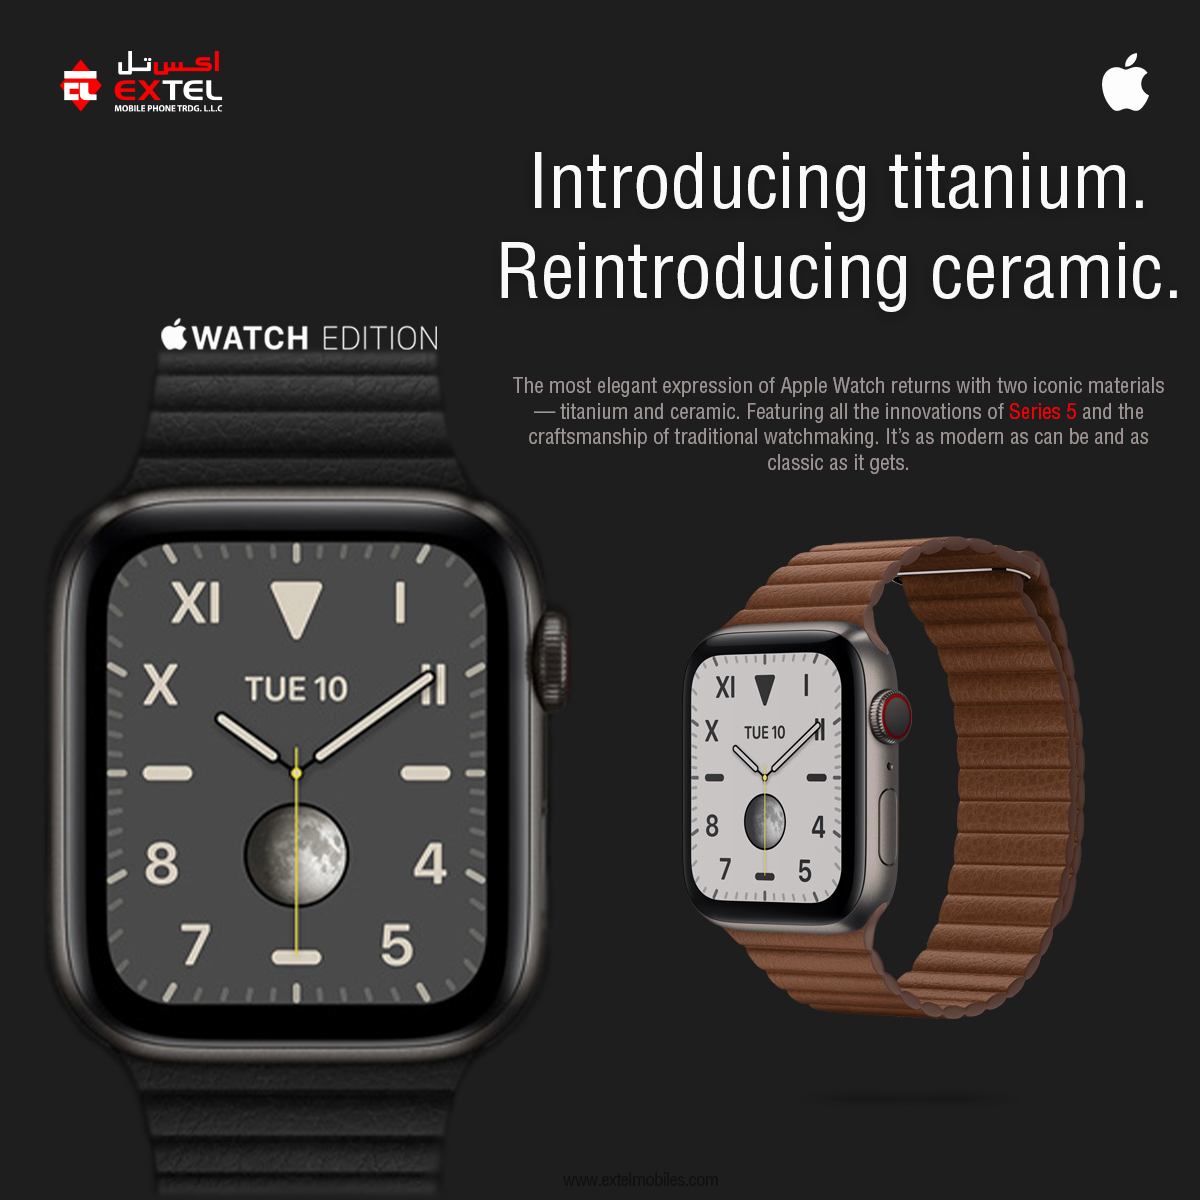 اكستل
EXTEL
MOBILE PHONE TRDG. L.L.C
Introducing titanium.
Reintroducing ceramic.
WATCH EDITION
The most elegant expression of Apple Watch returns with two iconic materials
— titanium and ceramic. Featuring all the innovations of Series 5 and the
craftsmanship of traditional watchmaking. It's as modern as can be and as
classic as it gets.
XI I
X TUE 10 II
8 4
7 5
XI I
X TUE 10 II
8 4
7 5
www.extelmobiles.com